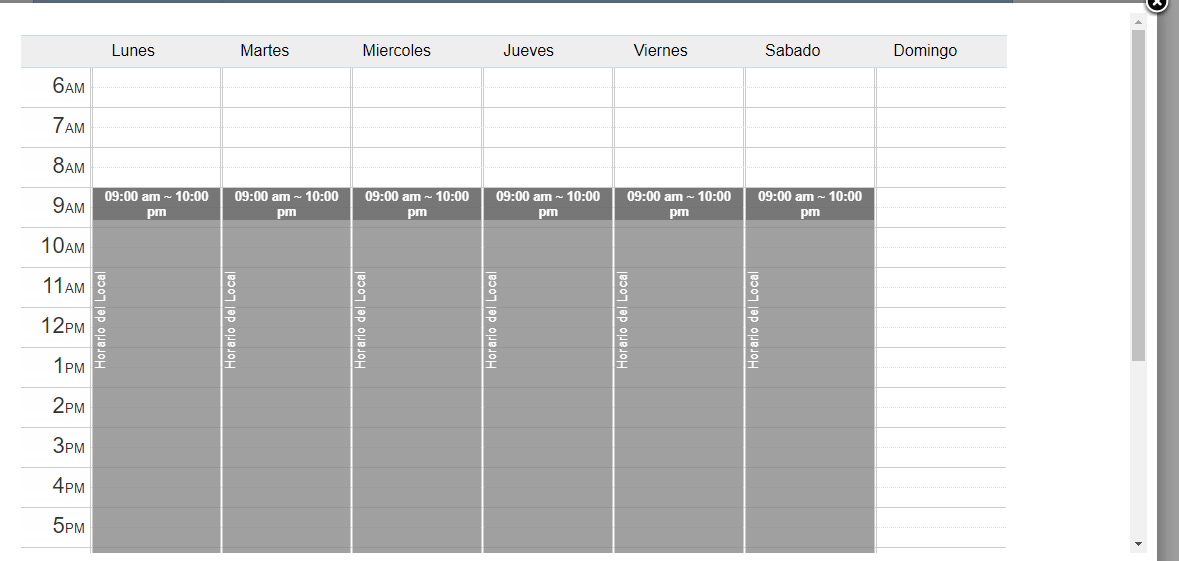 Lunes Martes Miercoles Jueves Viernes Sabado Domingo
6AM
7AM
8AM
9AM
09:00 am ~ 10:00
pm
09:00 am ~ 10:00
pm
09:00 am ~ 10:00
pm
09:00 am ~ 10:00
pm
09:00 am ~ 10:00
pm
09:00 am ~ 10:00
pm
10AM
11AM
12PM
1PM
Horario del Local
Horario del Local
Horario del Local
Horario del Local
Horario del Local
Horario del Local
2PM
3PM
4PM
5PM